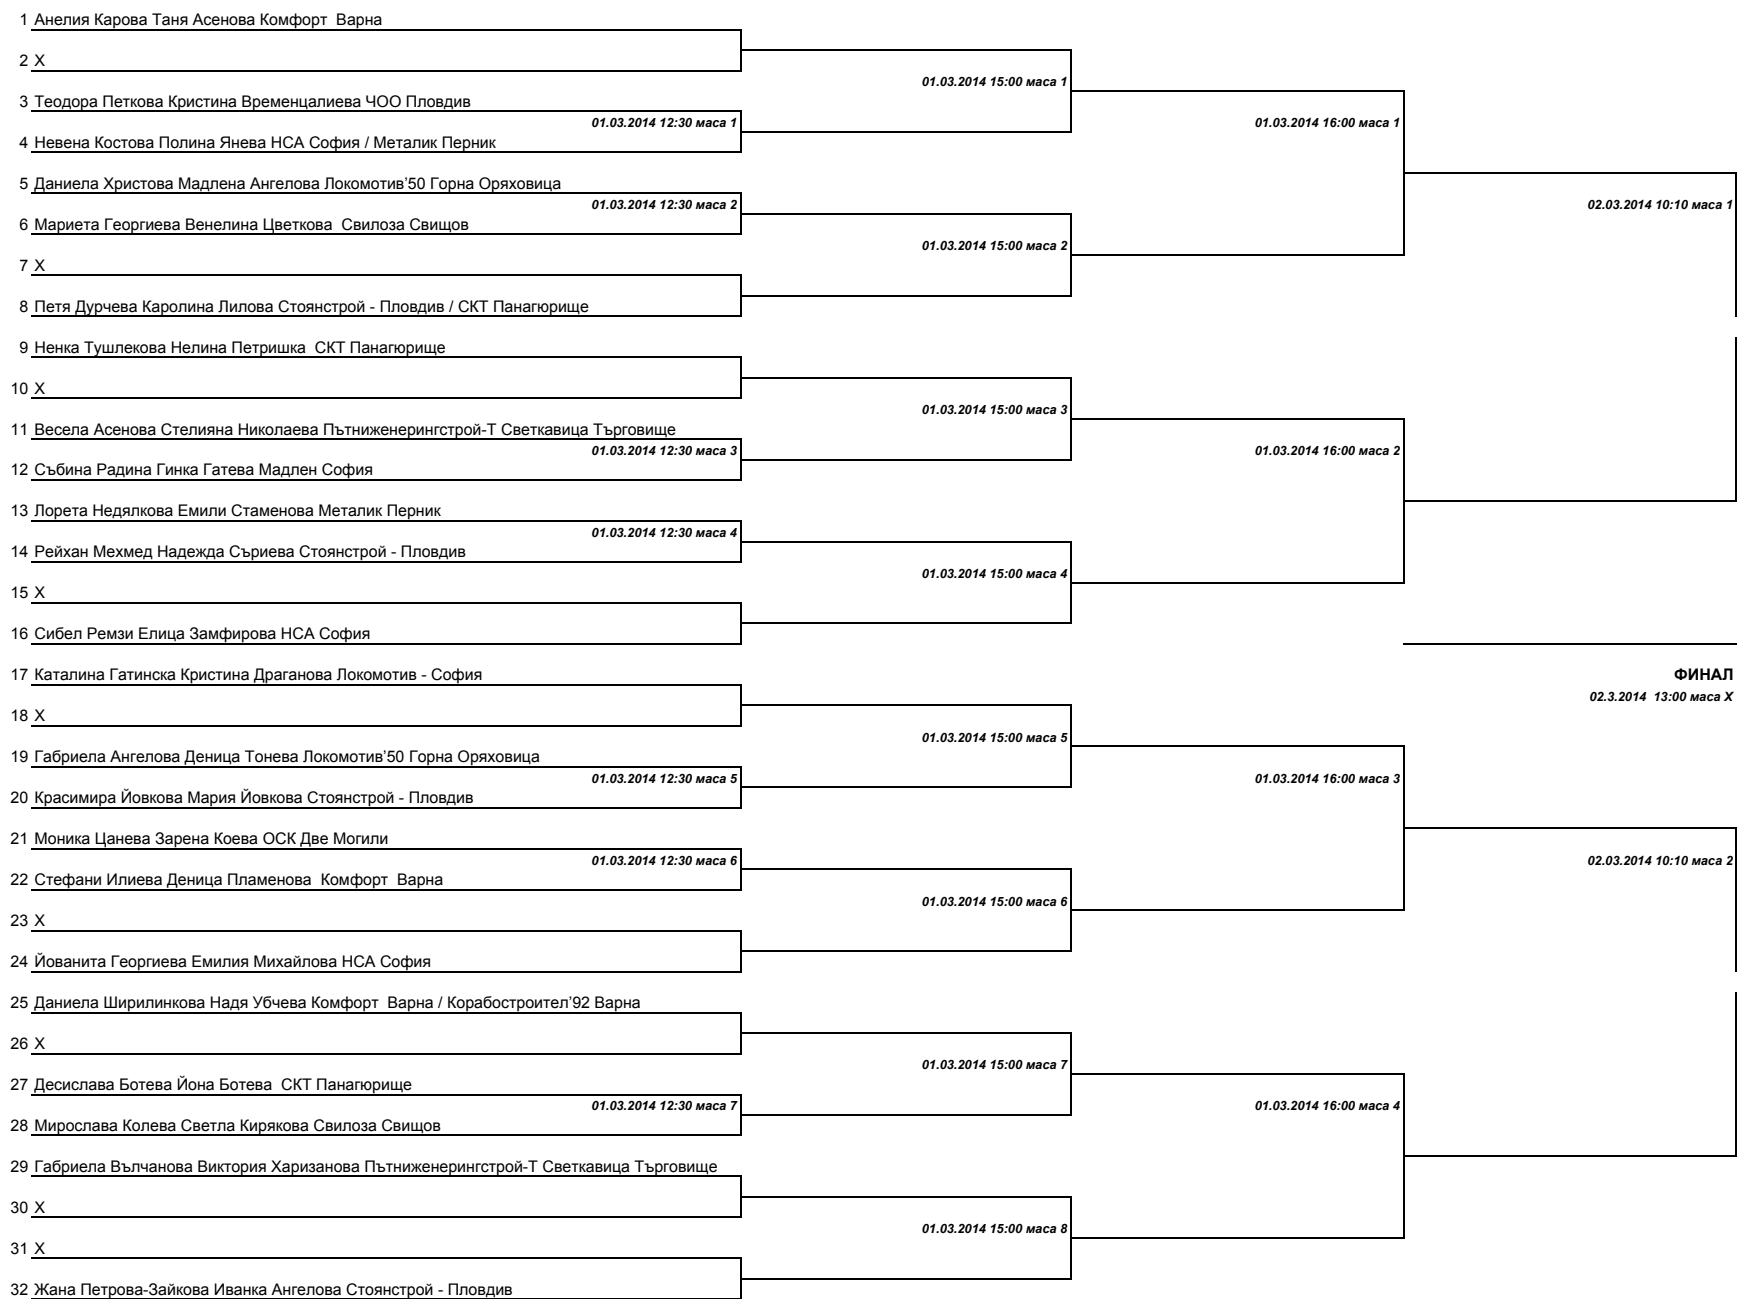 1 Анелия Карова Таня Асенова Комфорт  Варна
2 X
01.03.2014 15:00 маса 1
3 Теодора Петкова Кристина Временцалиева ЧОО Пловдив
01.03.2014 12:30 маса 1
01.03.2014 16:00 маса 1
4 Невена Костова Полина Янева НСА София / Металик Перник
5 Даниела Христова Мадлена Ангелова Локомотив'50 Горна Оряховица
01.03.2014 12:30 маса 2
02.03.2014 10:10 маса 1
6 Мариета Георгиева Венелина Цветкова  Свилоза Свищов
01.03.2014 15:00 маса 2
7 X
8 Петя Дурчева Каролина Лилова Стоянстрой - Пловдив / СКТ Панагюрище
9 Ненка Тушлекова Нелина Петришка  СКТ Панагюрище
10 X
01.03.2014 15:00 маса 3
11 Весела Асенова Стелияна Николаева Пътниженерингстрой-Т Светкавица Търговище
01.03.2014 12:30 маса 3
01.03.2014 16:00 маса 2
12 Събина Радина Гинка Гатева Мадлен София
13 Лорета Недялкова Емили Стаменова Металик Перник
01.03.2014 12:30 маса 4
14 Рейхан Мехмед Надежда Съриева Стоянстрой - Пловдив
01.03.2014 15:00 маса 4
15 X
16 Сибел Ремзи Елица Замфирова НСА София
17 Каталина Гатинска Кристина Драганова Локомотив - София
ФИНАЛ
02.3.2014  13:00 маса X
18 X
01.03.2014 15:00 маса 5
19 Габриела Ангелова Деница Тонева Локомотив'50 Горна Оряховица
01.03.2014 12:30 маса 5
01.03.2014 16:00 маса 3
20 Красимира Йовкова Мария Йовкова Стоянстрой - Пловдив
21 Моника Цанева Зарена Коева ОСК Две Могили
01.03.2014 12:30 маса 6
02.03.2014 10:10 маса 2
22 Стефани Илиева Деница Пламенова  Комфорт  Варна
01.03.2014 15:00 маса 6
23 X
24 Йованита Георгиева Емилия Михайлова НСА София
25 Даниела Ширилинкова Надя Убчева Комфорт  Варна / Корабостроител'92 Варна
26 X
01.03.2014 15:00 маса 7
27 Десислава Ботева Йона Ботева  СКТ Панагюрище
01.03.2014 12:30 маса 7
01.03.2014 16:00 маса 4
28 Мирослава Колева Светла Кирякова Свилоза Свищов
29 Габриела Вълчанова Виктория Харизанова Пътниженерингстрой-Т Светкавица Търговище
30 X
01.03.2014 15:00 маса 8
31 X
32 Жана Петрова-Зайкова Иванка Ангелова Стоянстрой - Пловдив